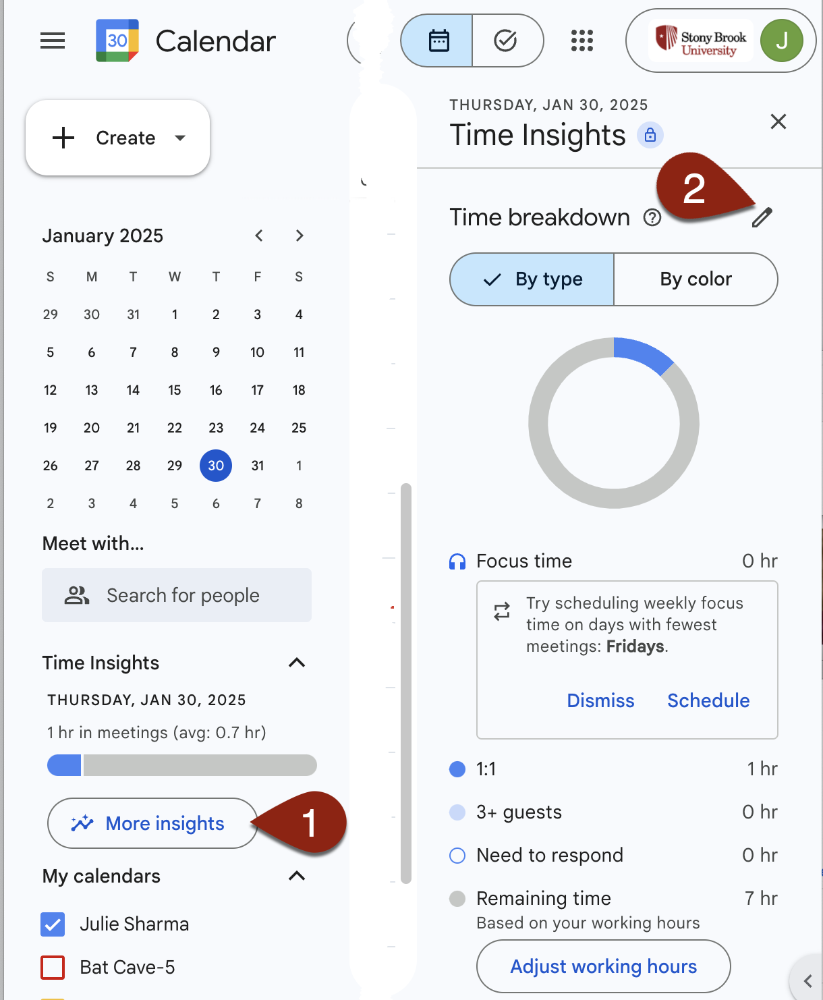 30
Calendar
Stony Brook
University
J
Create
January 2025
S M T W T F S
29 30 31 1 2 3 4
5 6 7 8 9 10 11
12 13 14 15 16 17 18
19 20 21 22 23 24 25
26 27 28 29 30 31 1
2 3 4 5 6 7 8
Meet with...
Search for people
Time Insights
THURSDAY, JAN 30, 2025
1 hr in meetings (avg: 0.7 hr)
More insights
1
My calendars
Julie Sharma
Bat Cave-5
THURSDAY, JAN 30, 2025
Time Insights
2
Time breakdown ?
By type
By color
Focus time 0 hr
Try scheduling weekly focus
time on days with fewest
meetings: Fridays.
Dismiss Schedule
1:1 1 hr
3+ guests 0 hr
Need to respond 0 hr
Remaining time 7 hr
Based on your working hours
Adjust working hours